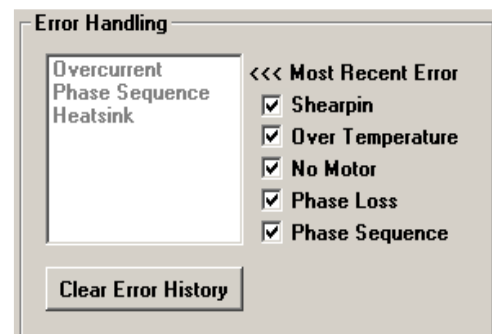 Error Handling
Overcurrent
Phase Sequence
Heatsink
<<< Most Recent Error
Shearpin
Over Temperature
No Motor
Phase Loss
Phase Sequence
Clear Error History